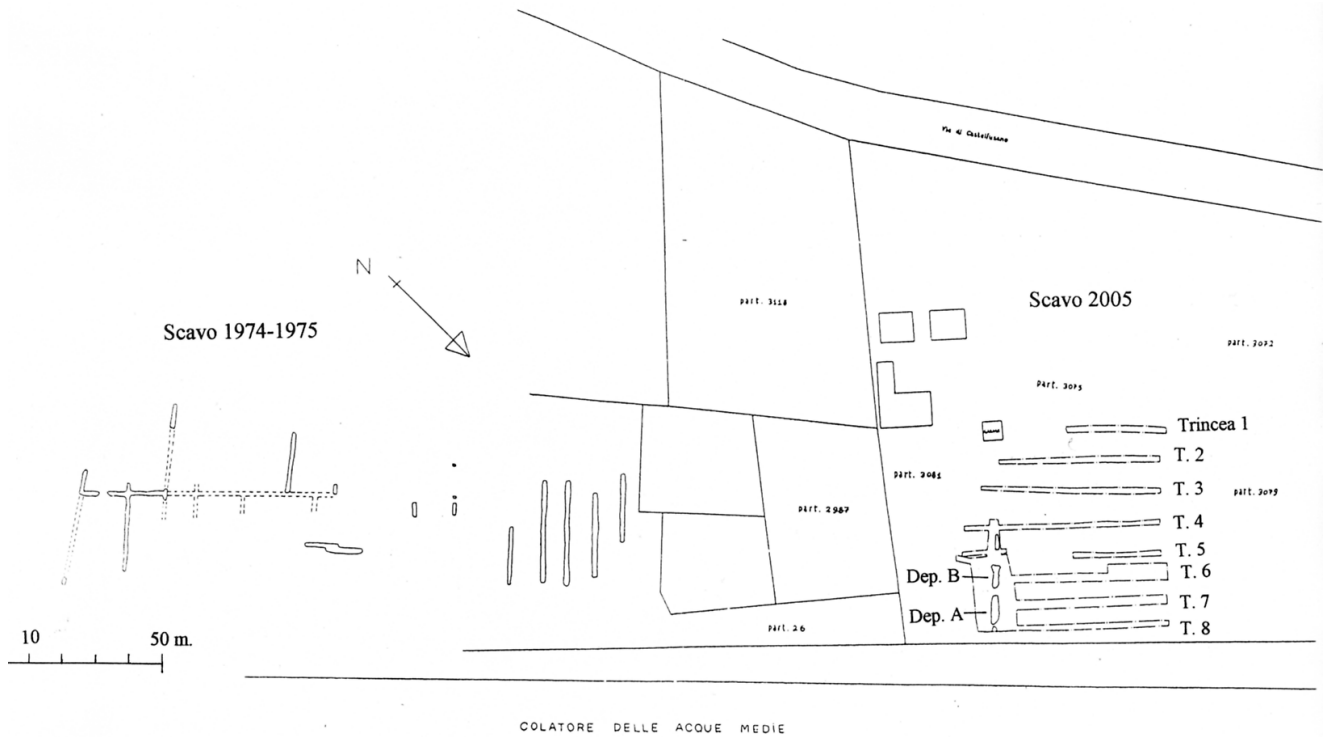 Via di Castelfusano
N
part. 3118
Scavo 2005
Scavo 1974-1975
part. 3072
part. 3075
Trincea 1
T. 2
part. 3081
T. 3
part. 3079
part. 2987
T. 4
T. 5
Dep. B
T. 6
T. 7
Dep. A
part. 26
T. 8
10 50 m.
COLATORE DELLE ACQUE MEDIE